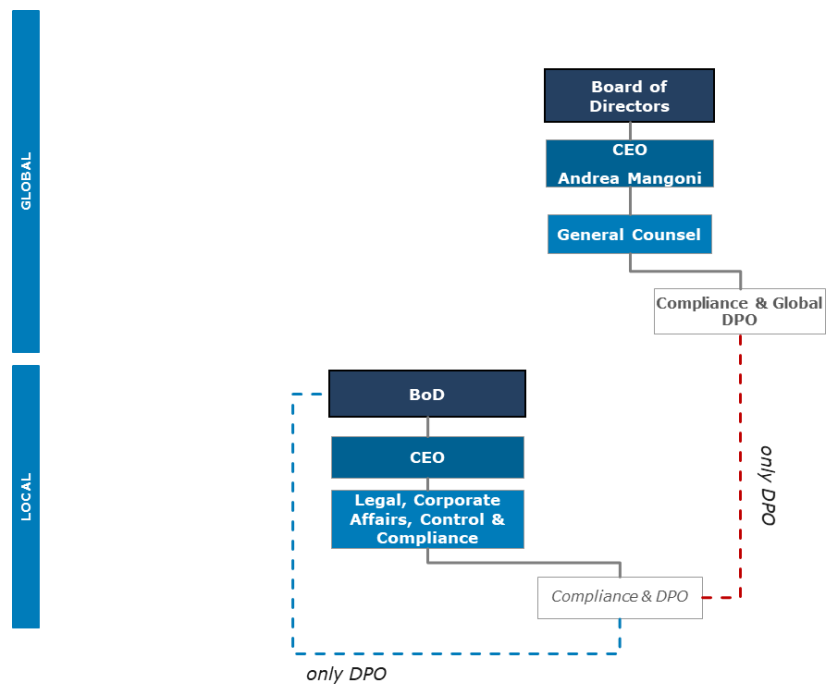 GLOBAL
Board of
Directors
CEO
Andrea Mangoni
General Counsel
Compliance & Global
DPO
LOCAL
BoD
CEO
Legal, Corporate
Affairs, Control &
Compliance
only DPO
Compliance & DPO
only DPO